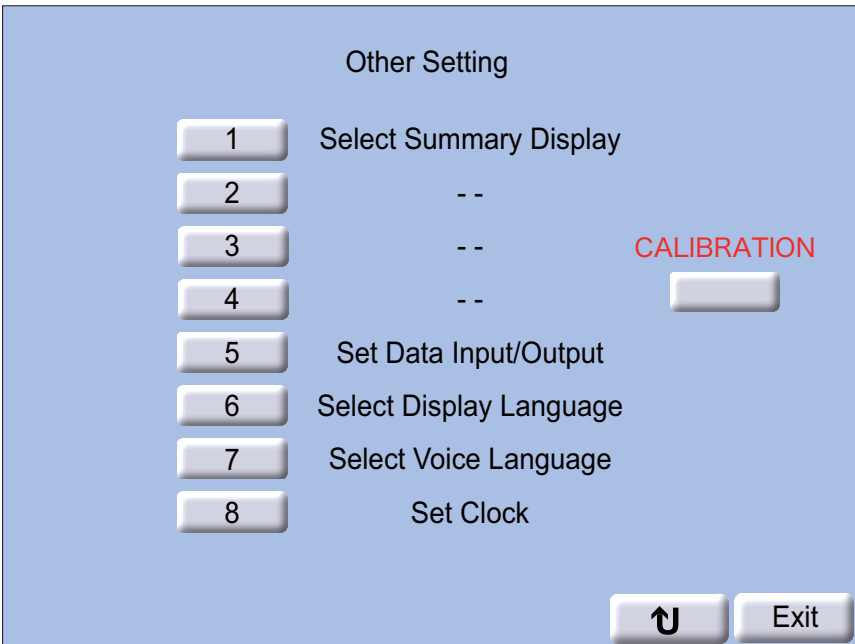 Other Setting
1 Select Summary Display
2 - -
3 - - CALIBRATION
4 - -
5 Set Data Input/Output
6 Select Display Language
7 Select Voice Language
8 Set Clock
Exit